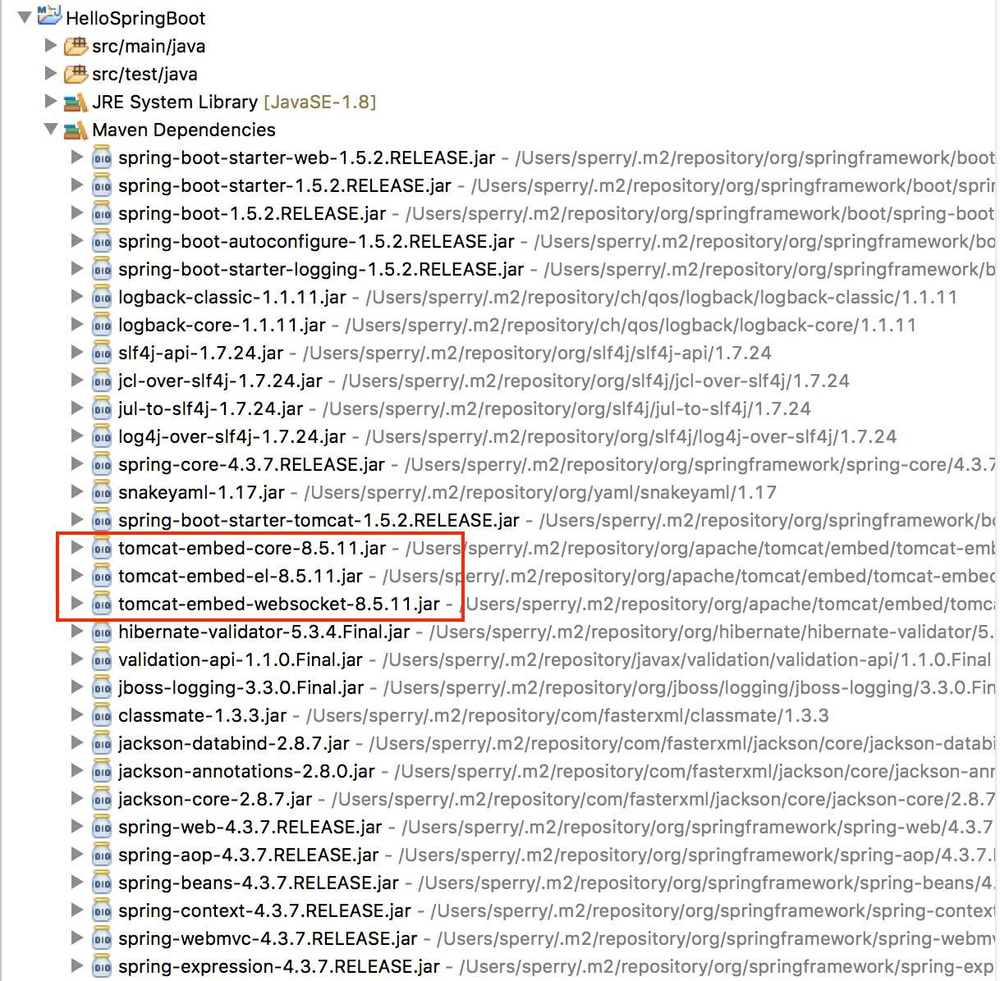 HelloSpringBoot
src/main/java
src/test/java
JRE System Library [JavaSE-1.8]
Maven Dependencies
spring-boot-starter-web-1.5.2.RELEASE.jar - /Users/sperry/.m2/repository/org/springframework/boot
spring-boot-starter-1.5.2.RELEASE.jar - /Users/sperry/.m2/repository/org/springframework/boot/sprin
spring-boot-1.5.2.RELEASE.jar - /Users/sperry/.m2/repository/org/springframework/boot/spring-boot
spring-boot-autoconfigure-1.5.2.RELEASE.jar - /Users/sperry/.m2/repository/org/springframework/bo
spring-boot-starter-logging-1.5.2.RELEASE.jar - /Users/sperry/.m2/repository/org/springframework/b
logback-classic-1.1.11.jar - /Users/sperry/.m2/repository/ch/qos/logback/logback-classic/1.1.11
logback-core-1.1.11.jar - /Users/sperry/.m2/repository/ch/qos/logback/logback-core/1.1.11
slf4j-api-1.7.24.jar - /Users/sperry/.m2/repository/org/slf4j/slf4j-api/1.7.24
jcl-over-slf4j-1.7.24.jar - /Users/sperry/.m2/repository/org/slf4j/jcl-over-slf4j/1.7.24
jul-to-slf4j-1.7.24.jar - /Users/sperry/.m2/repository/org/slf4j/jul-to-slf4j/1.7.24
log4j-over-slf4j-1.7.24.jar - /Users/sperry/.m2/repository/org/slf4j/log4j-over-slf4j/1.7.24
spring-core-4.3.7.RELEASE.jar - /Users/sperry/.m2/repository/org/springframework/spring-core/4.3.7
snakeyaml-1.17.jar - /Users/sperry/.m2/repository/org/yaml/snakeyaml/1.17
spring-boot-starter-tomcat-1.5.2.RELEASE.jar - /Users/sperry/.m2/repository/org/springframework/bo
tomcat-embed-core-8.5.11.jar - /Users/sperry/.m2/repository/org/apache/tomcat/embed/tomcat-emb
tomcat-embed-el-8.5.11.jar - /Users/sperry/.m2/repository/org/apache/tomcat/embed/tomcat-embed
tomcat-embed-websocket-8.5.11.jar - /Users/sperry/.m2/repository/org/apache/tomcat/embed/tomca
hibernate-validator-5.3.4.Final.jar - /Users/sperry/.m2/repository/org/hibernate/hibernate-validator/5.
validation-api-1.1.0.Final.jar - /Users/sperry/.m2/repository/javax/validation/validation-api/1.1.0.Final
jboss-logging-3.3.0.Final.jar - /Users/sperry/.m2/repository/org/jboss/logging/jboss-logging/3.3.0.Fin
classmate-1.3.3.jar - /Users/sperry/.m2/repository/com/fasterxml/classmate/1.3.3
jackson-databind-2.8.7.jar - /Users/sperry/.m2/repository/com/fasterxml/jackson/core/jackson-databi
jackson-annotations-2.8.0.jar - /Users/sperry/.m2/repository/com/fasterxml/jackson/core/jackson-ann
jackson-core-2.8.7.jar - /Users/sperry/.m2/repository/com/fasterxml/jackson/core/jackson-core/2.8.7
spring-web-4.3.7.RELEASE.jar - /Users/sperry/.m2/repository/org/springframework/spring-web/4.3.7
spring-aop-4.3.7.RELEASE.jar - /Users/sperry/.m2/repository/org/springframework/spring-aop/4.3.7.
spring-beans-4.3.7.RELEASE.jar - /Users/sperry/.m2/repository/org/springframework/spring-beans/4.
spring-context-4.3.7.RELEASE.jar - /Users/sperry/.m2/repository/org/springframework/spring-context
spring-webmvc-4.3.7.RELEASE.jar - /Users/sperry/.m2/repository/org/springframework/spring-webmv
spring-expression-4.3.7.RELEASE.jar - /Users/sperry/.m2/repository/org/springframework/spring-exp